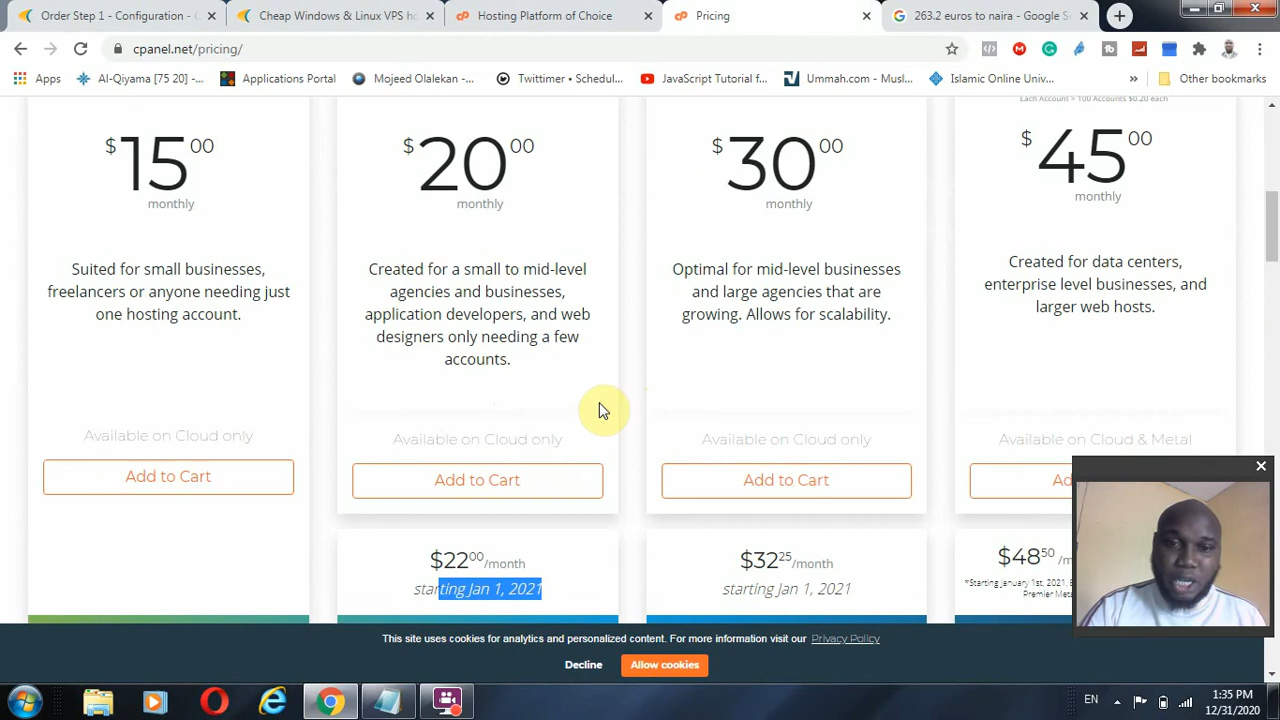 Order Step 1 - Configuration - C
Cheap Windows & Linux VPS
Hosting Platform of Choice
Pricing
263.2 euros to naira - Google Se
cpanel.net/pricing/
Apps
Al-Qiyama [75 20] -...
Applications Portal
Mojeed Olalekan -...
Twittimer • Schedul...
JavaScript Tutorial f...
Ummah.com - Musl...
Islamic Online Univ...
»
Other bookmarks
Each Account > 100 Accounts $0.20 each
$15 00
monthly
Suited for small businesses,
freelancers or anyone needing just
one hosting account.
Available on Cloud only
Add to Cart
$20 00
monthly
Created for a small to mid-level
agencies and businesses,
application developers, and web
designers only needing a few
accounts.
Available on Cloud only
Add to Cart
$22 00/month
starting Jan 1, 2021
$30 00
monthly
Optimal for mid-level businesses
and large agencies that are
growing. Allows for scalability.
Available on Cloud only
Add to Cart
$32 25/month
starting Jan 1, 2021
$45 00
monthly
Created for data centers,
enterprise level businesses, and
larger web hosts.
Available on Cloud & Metal
Ad
$48 50/m
*Starting January 1st, 2021.
Premier Meta
This site uses cookies for analytics and personalized content. For more information visit our Privacy Policy
Decline
Allow cookies
EN
1:35 PM
12/31/2020